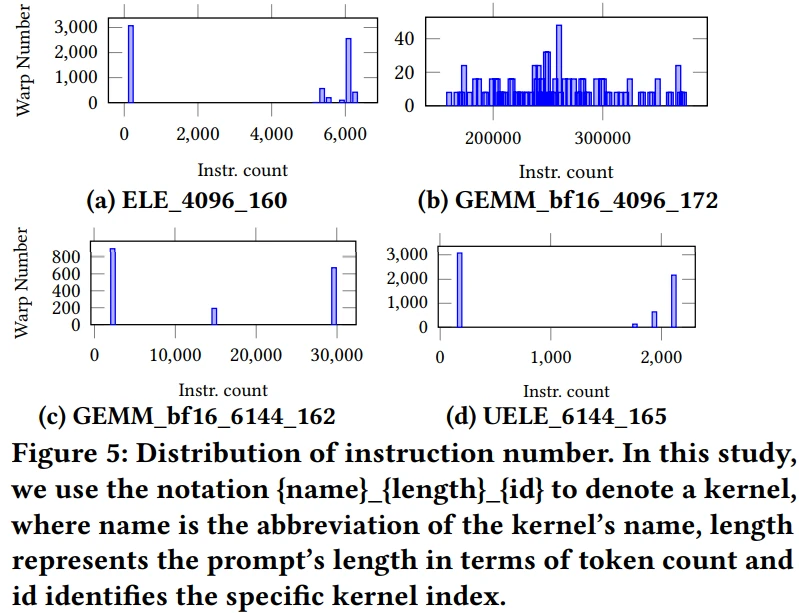 Warp Number
3,000
2,000
1,000
0
0 2,000 4,000 6,000
Instr. count
(a) ELE_4096_160
40
20
0
200000 300000
Instr. count
(b) GEMM_bf16_4096_172
Warp Number
800
600
400
200
0
0 10,000 20,000 30,000
Instr. count
(c) GEMM_bf16_6144_162
3,000
2,000
1,000
0
0 1,000 2,000
Instr. count
(d) UELE_6144_165
Figure 5: Distribution of instruction number. In this study,
we use the notation {name}_{length}_{id} to denote a kernel,
where name is the abbreviation of the kernel’s name, length
represents the prompt’s length in terms of token count and
id identifies the specific kernel index.